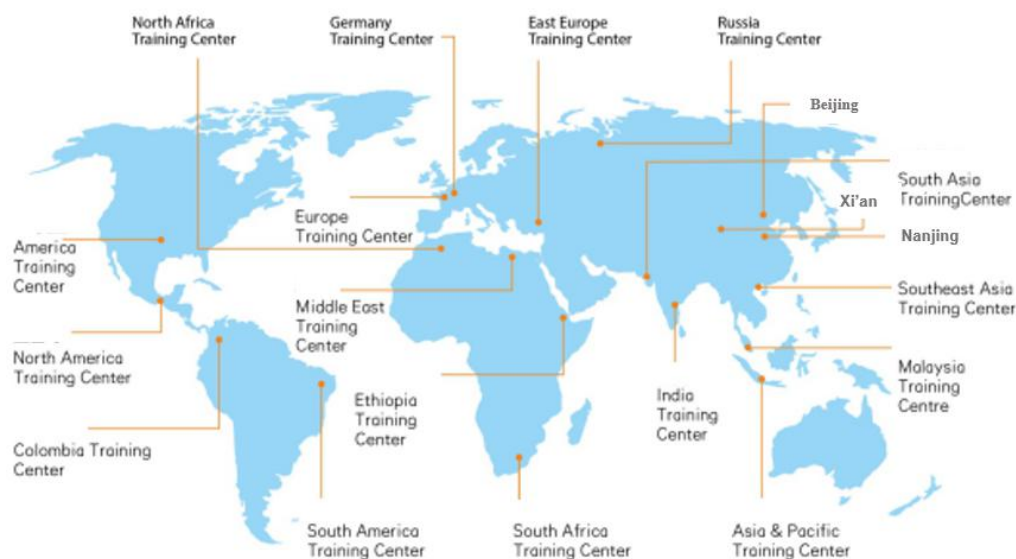 North Africa
Training Center
Germany
Training Center
East Europe
Training Center
Russia
Training Center
Beijing
South Asia
TrainingCenter
Xi'an
Nanjing
Europe
Training Center
America
Training
Center
Middle East
Training
Center
Southeast Asia
Training Center
North America
Training Center
Ethiopia
Training
Center
India
Training
Center
Malaysia
Training
Centre
Colombia Training
Center
South America
Training Center
South Africa
Training Center
Asia & Pacific
Training Center